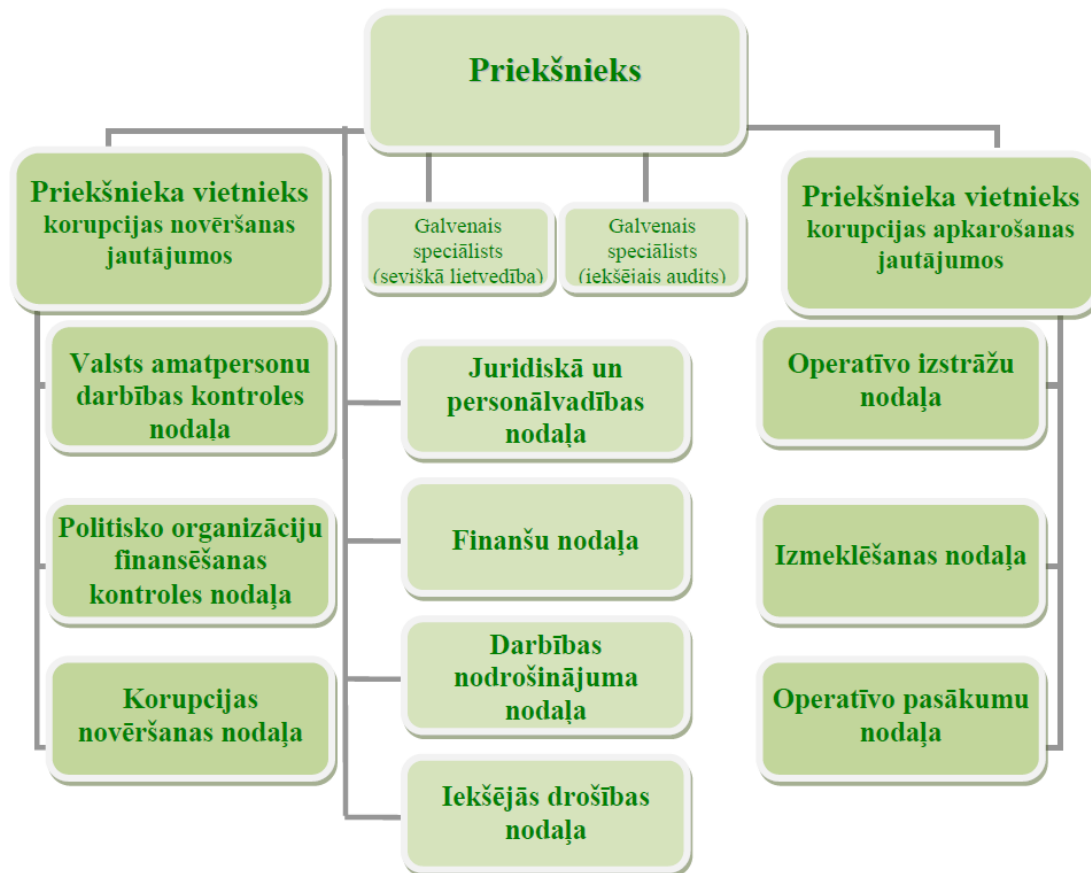 Priekšnieks
Priekšnieka vietnieks
korupcijas novēršanas
jautājumos
Galvenais
speciālists
(seviškā lietvedība)
Galvenais
speciālists
(iekšējais audits)
Priekšnieka vietnieks
korupcijas apkarošanas
jautājumos
Valsts amatpersonu
darbības kontroles
nodaļa
Politisko organizāciju
finansēšanas
kontroles nodaļa
Korupcijas
novēršanas nodaļa
Juridiskā un
personālvadības
nodaļa
Finanšu nodaļa
Darbības
nodrošinājuma
nodaļa
Iekšējās drošības
nodaļa
Operatīvo izstrāžu
nodaļa
Izmeklēšanas nodaļa
Operatīvo pasākumu
nodaļa